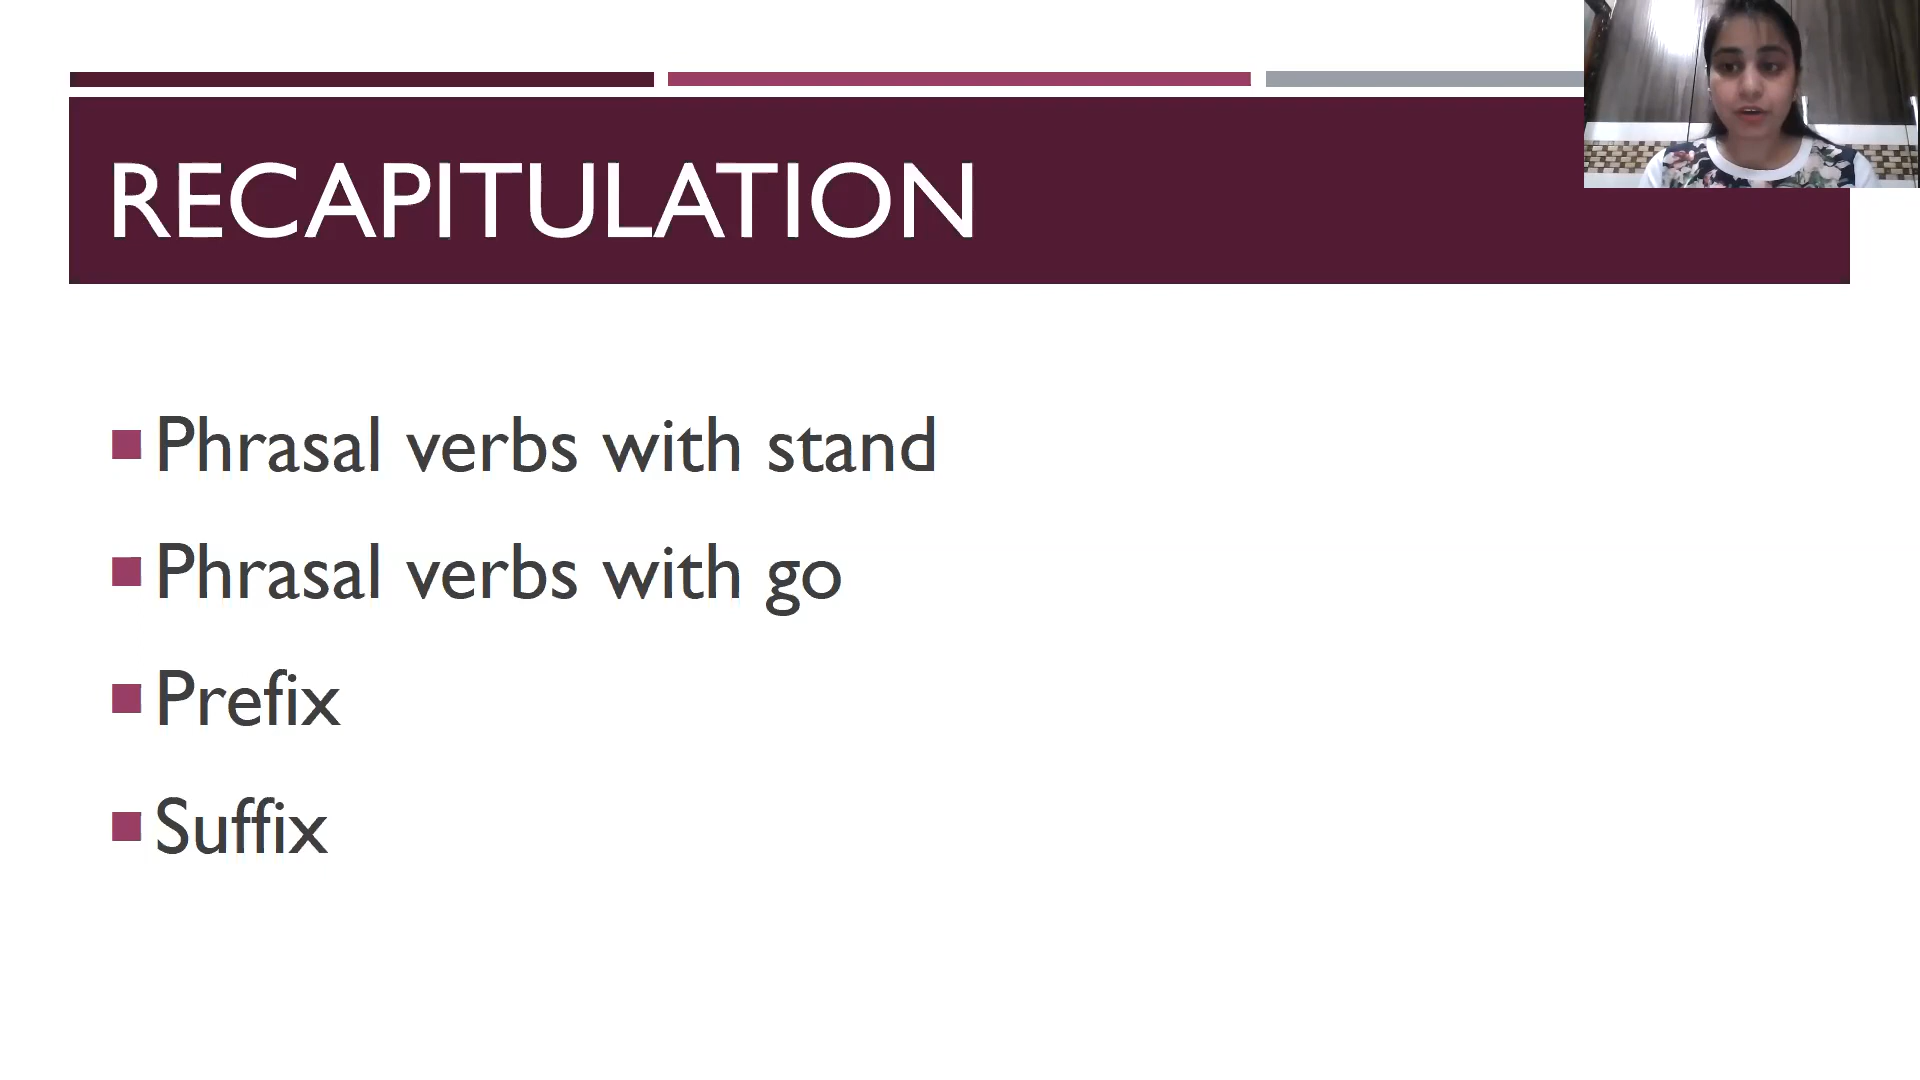 RECAPITULATION
Phrasal verbs with stand
Phrasal verbs with go
Prefix
Suffix